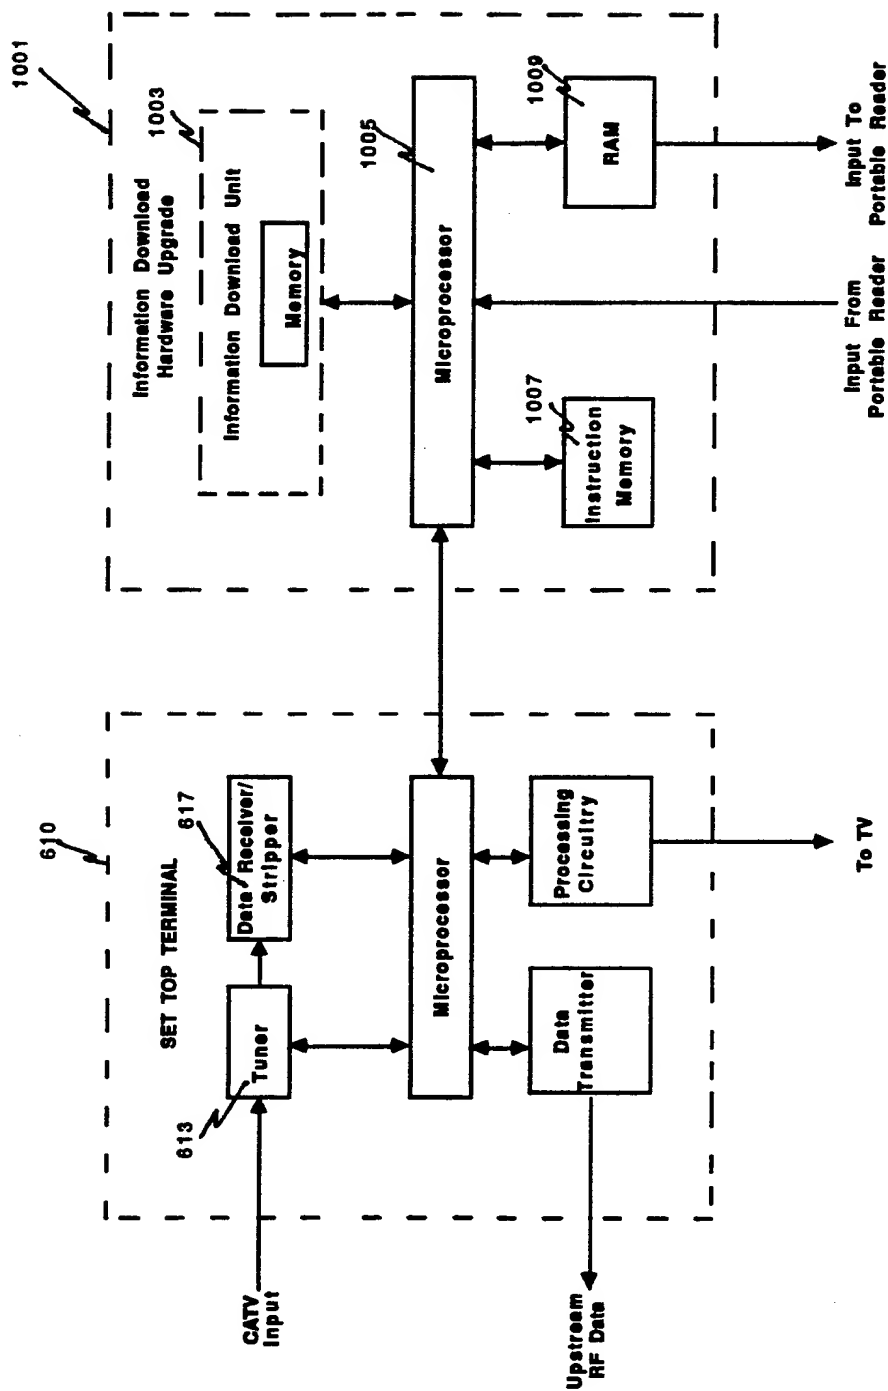 610
SET TOP TERMINAL
613
Tuner
617
Data Receiver/
Stripper
CATV
Input
Microprocessor
Data
Transmitter
Processing
Circuitry
Upstream
RF Data
To TV
1001
Information Download
Hardware Upgrade
1003
Information Download Unit
Memory
1005
Microprocessor
1007
Instruction
Memory
1009
RAM
Input From
Portable Reader
Input To
Portable Reader